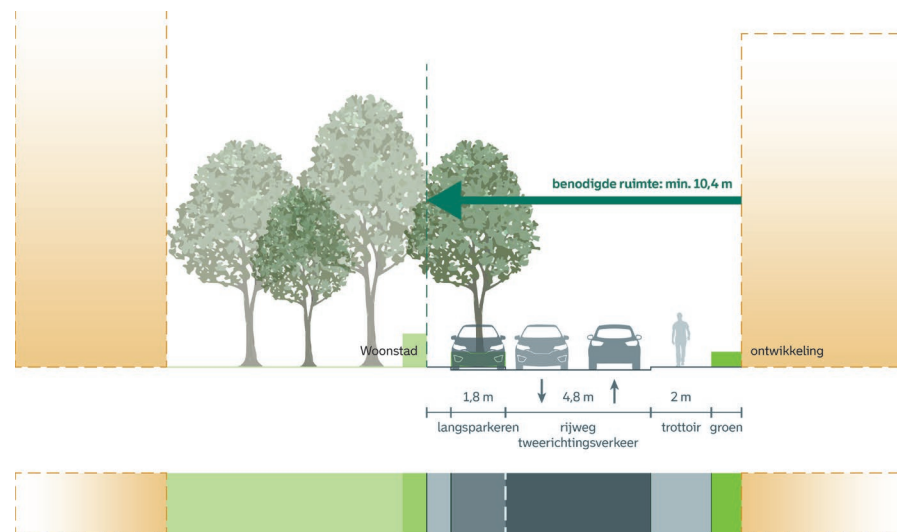 benodigde ruimte: min. 10,4 m
Woonstad
ontwikkeling
1,8 m
4,8 m
2 m
langsparkeren
rijweg
tweerichtingsverkeer
trottoir
groen